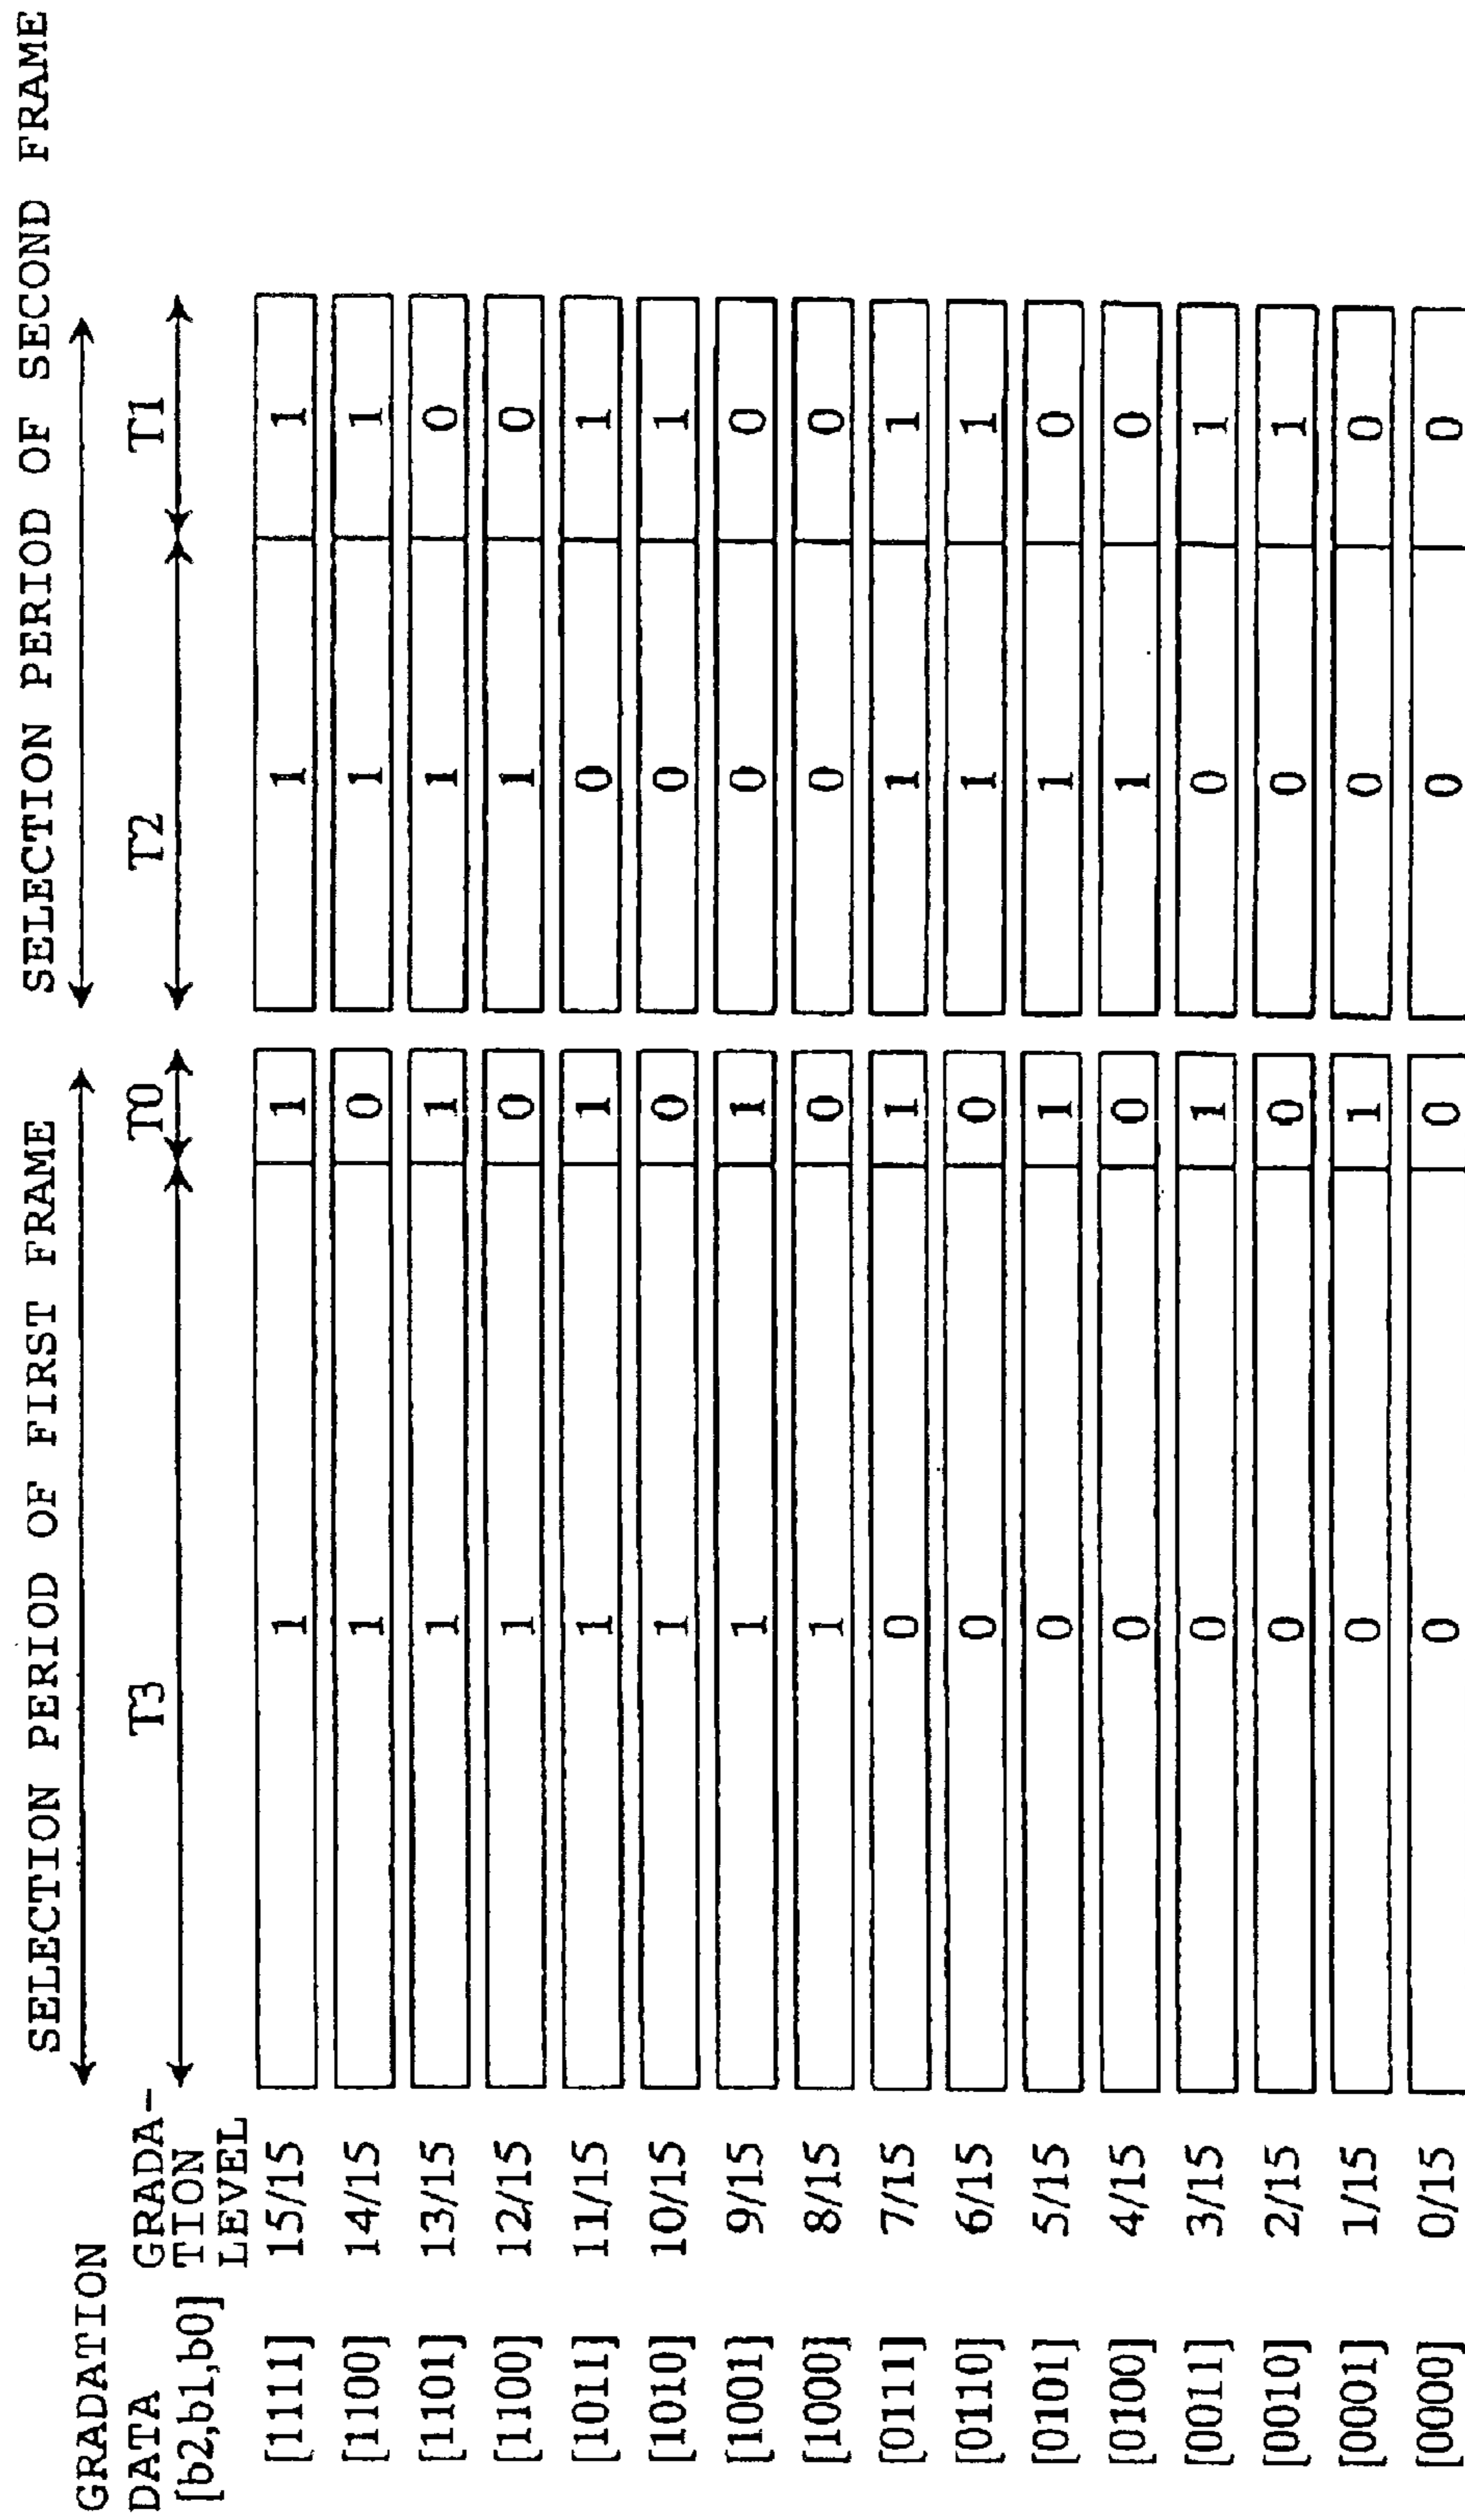 SELECTION PERIOD OF FIRST FRAME SELECTION PERIOD OF SECOND FRAME
GRADATION
DATA GRADA-
[b2,b1,b0] TION
LEVEL
T3 T0 T2 T1
[1111] 15/15 1 1 1 1
[1100] 14/15 1 0 1 1
[1101] 13/15 1 1 1 0
[1100] 12/15 1 0 1 0
[1011] 11/15 1 1 0 1
[1010] 10/15 1 0 0 1
[1001] 9/15 1 1 0 0
[1000] 8/15 1 0 0 0
[0111] 7/15 0 1 1 1
[0110] 6/15 0 0 1 1
[0101] 5/15 0 1 1 0
[0100] 4/15 0 0 1 0
[0011] 3/15 0 1 0 1
[0010] 2/15 0 0 0 1
[0001] 1/15 0 1 0 0
[0000] 0/15 0 0 0 0